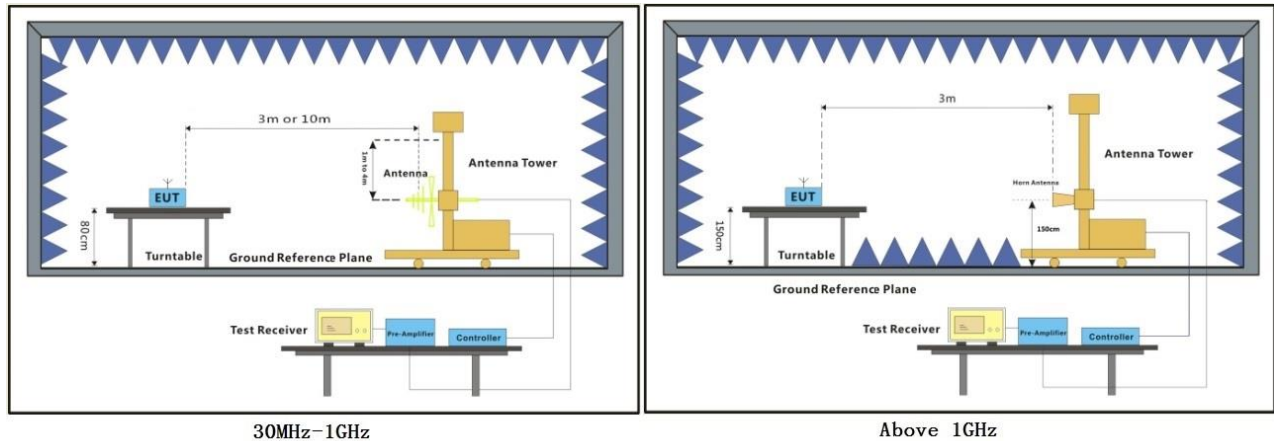 3m or 10m
1m to 4m
Antenna
Antenna Tower
EUT
80cm
Turntable
Ground Reference Plane
Test Receiver
Pre-Amplifier
Controller
30MHz-1GHz
3m
Antenna Tower
Horn Antenna
EUT
150cm
150cm
Turntable
Ground Reference Plane
Test Receiver
Pre-Amplifier
Controller
Above 1GHz